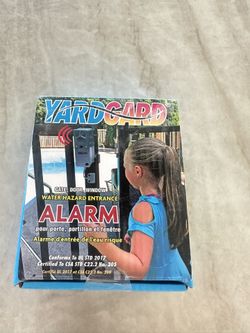 YARDGARD
GATE, DOOR, WINDOW
WATER HAZARD ENTRANCE
ALARM
pour porte, portillon et fenêtre
Alarme d'entrée de l'eau risque
Conforms To UL STD 2017
Certified To CSA STD C22.2 No. 205